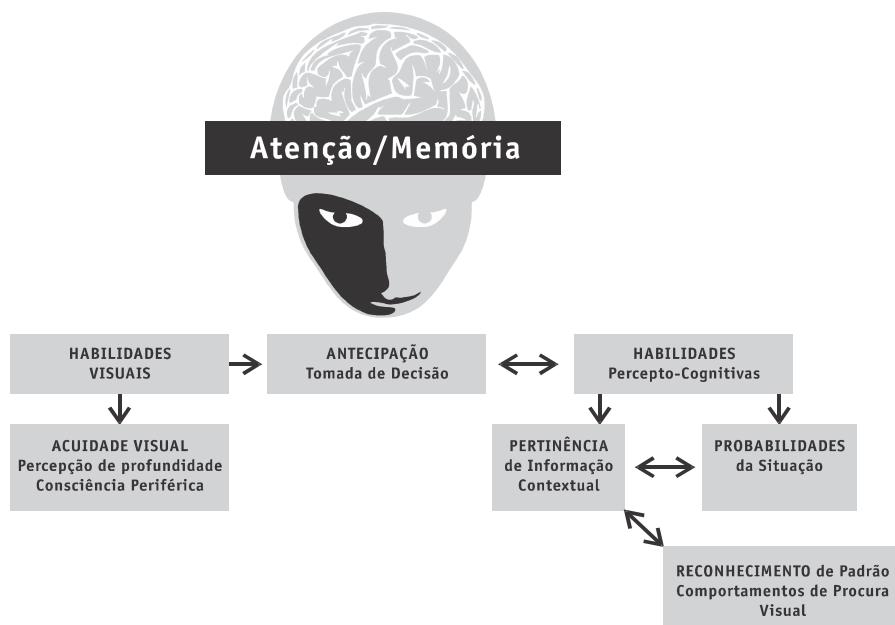 Atenção/Memória
HABILIDADES
VISUAIS
ANTECIPAÇÃO
Tomada de Decisão
HABILIDADES
Percepto-Cognitivas
ACUIDADE VISUAL
Percepção de profundidade
Consciência Periférica
PERTINÊNCIA
de Informação
Contextual
PROBABILIDADES
da Situação
RECONHECIMENTO de Padrão
Comportamentos de Procura
Visual